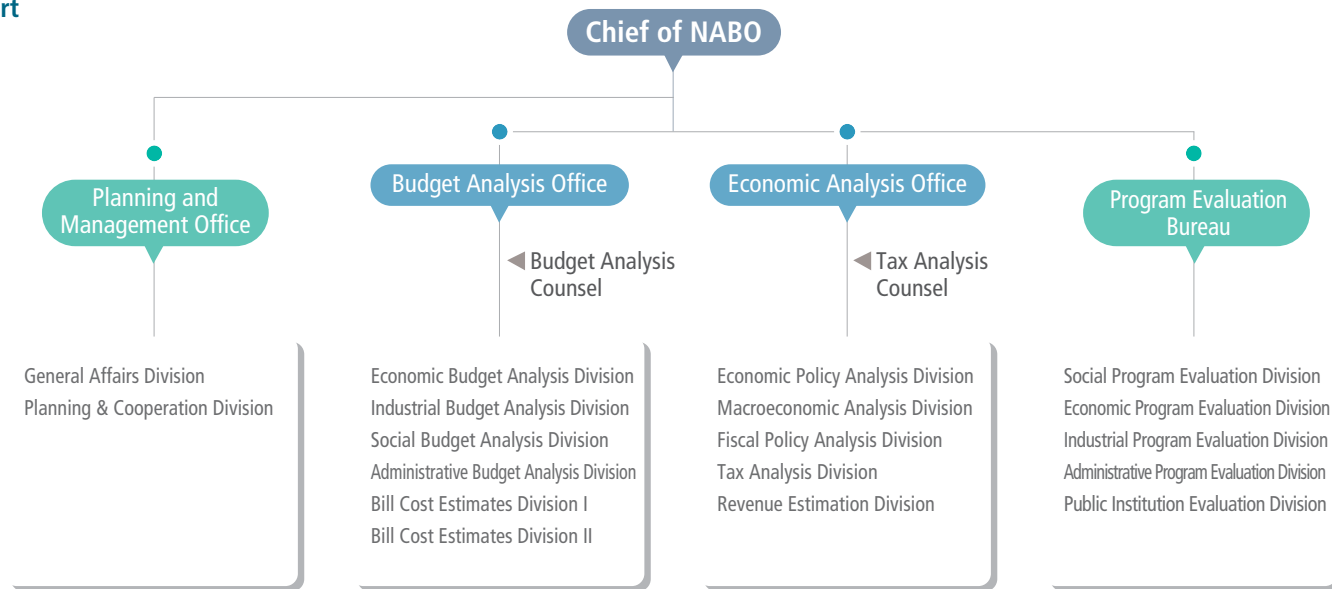 rt
Chief of NABO
Planning and
Management Office
General Affairs Division
Planning & Cooperation Division
Budget Analysis Office
Budget Analysis
Counsel
Economic Budget Analysis Division
Industrial Budget Analysis Division
Social Budget Analysis Division
Administrative Budget Analysis Division
Bill Cost Estimates Division I
Bill Cost Estimates Division II
Economic Analysis Office
Tax Analysis
Counsel
Economic Policy Analysis Division
Macroeconomic Analysis Division
Fiscal Policy Analysis Division
Tax Analysis Division
Revenue Estimation Division
Program Evaluation
Bureau
Social Program Evaluation Division
Economic Program Evaluation Division
Industrial Program Evaluation Division
Administrative Program Evaluation Division
Public Institution Evaluation Division